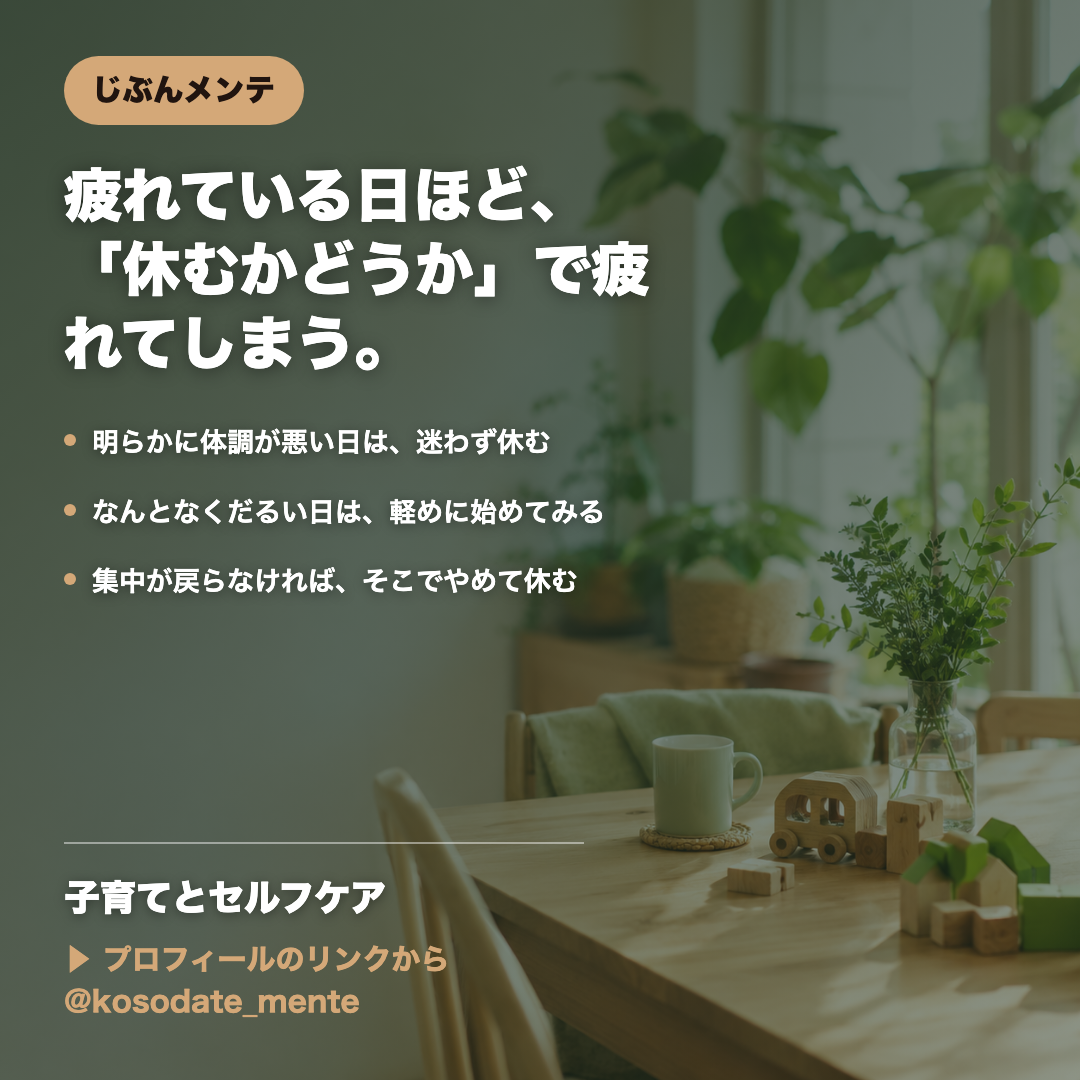 じぶんメンテ
疲れている日ほど、
「休むかどうか」で疲
れてしまう。
明らかに体調が悪い日は、迷わず休む
なんとなくだるい日は、軽めに始めてみる
集中が戻らなければ、そこでやめて休む
子育てとセルフケア
▶ プロフィールのリンクから
@kosodate_mente